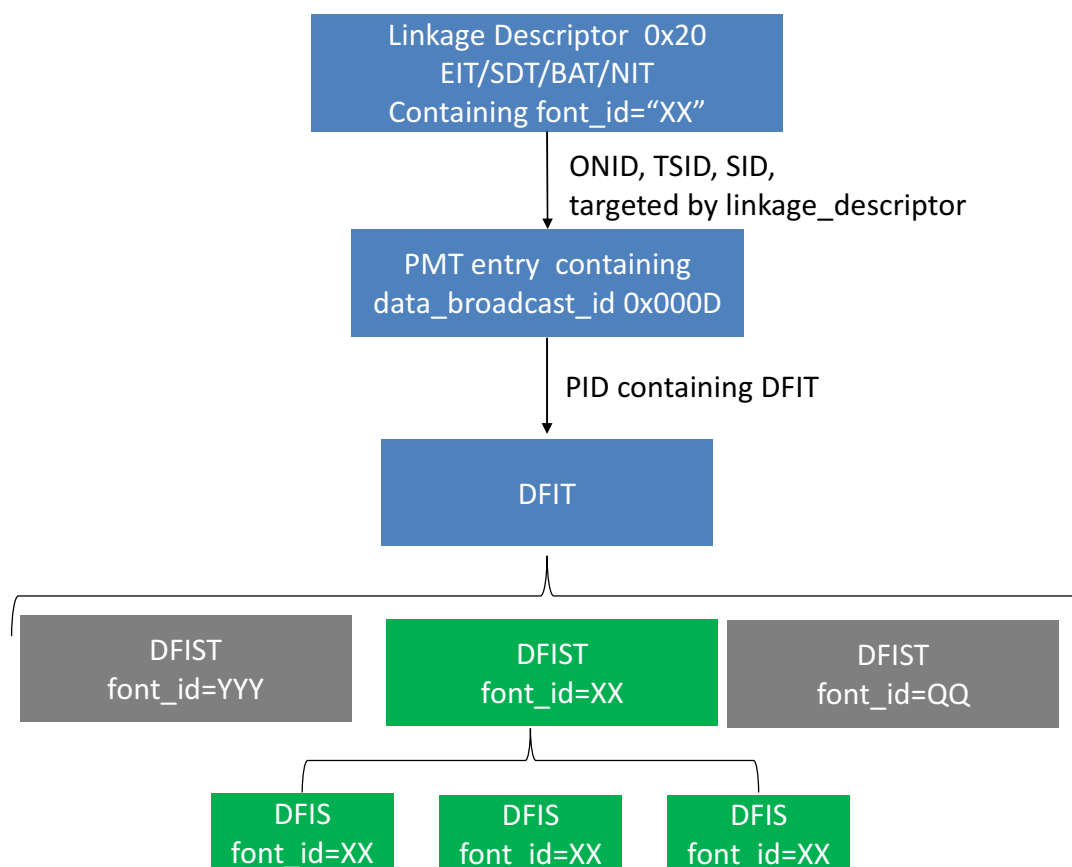 Linkage Descriptor  0x20
EIT/SDT/BAT/NIT
Containing font_id=“XX”
ONID, TSID, SID,
targeted by linkage_descriptor
PMT entry  containing
data_broadcast_id 0x000D
PID containing DFIT
DFIT
DFIST
font_id=YYY
DFIST
font_id=XX
DFIST
font_id=QQ
DFIS
font_id=XX
DFIS
font_id=XX
DFIS
font_id=XX